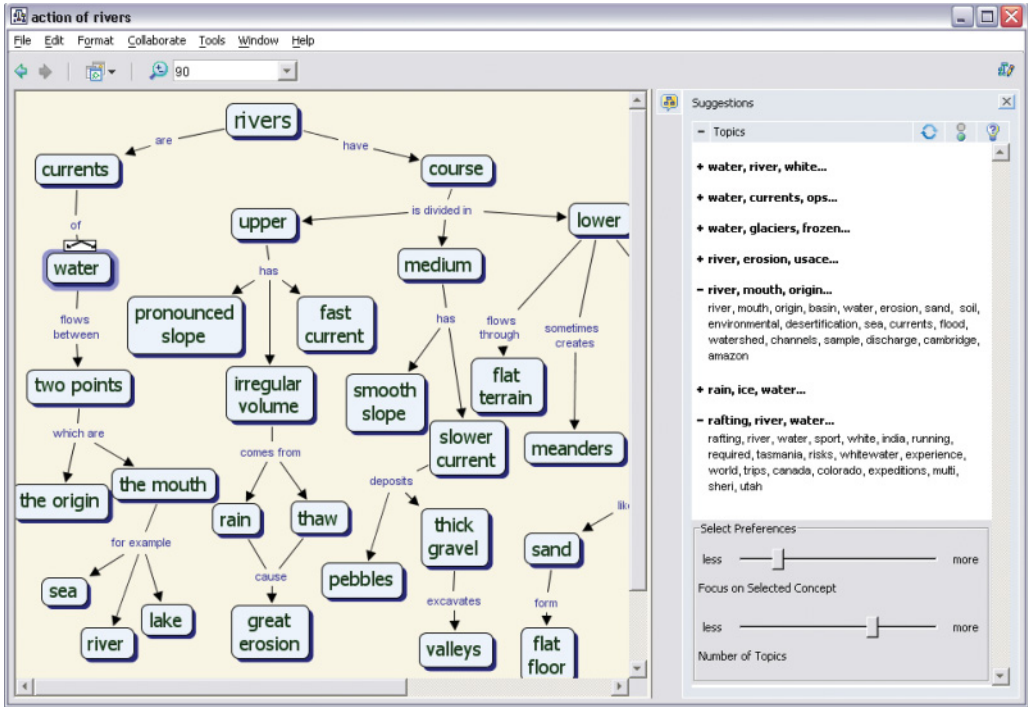 action of rivers
File Edit Format Collaborate Tools Window Help
90
rivers
are
have
currents
course
of
is divided in
upper
lower
water
medium
has
pronounced
slope
fast
current
flows
between
has
flows
through
sometimes
creates
two points
irregular
volume
smooth
slope
flat
terrain
which are
slower
current
meanders
comes from
the origin
the mouth
deposits
rain
thaw
thick
gravel
for example
sand
cause
pebbles
sea
lake
river
great
erosion
excavates
form
valleys
flat
floor
Suggestions
− Topics
+ water, river, white...
+ water, currents, ops...
+ water, glaciers, frozen...
+ river, erosion, usace...
− river, mouth, origin...
river, mouth, origin, basin, water, erosion, sand, soil,
environmental, desertification, sea, currents, flood,
watershed, channels, sample, discharge, cambridge,
amazon
+ rain, ice, water...
− rafting, river, water...
rafting, river, water, sport, white, india, running,
required, tasmania, risks, whitewater, experience,
world, trips, canada, colorado, expeditions, multi,
sheri, utah
Select Preferences
less more
Focus on Selected Concept
less more
Number of Topics